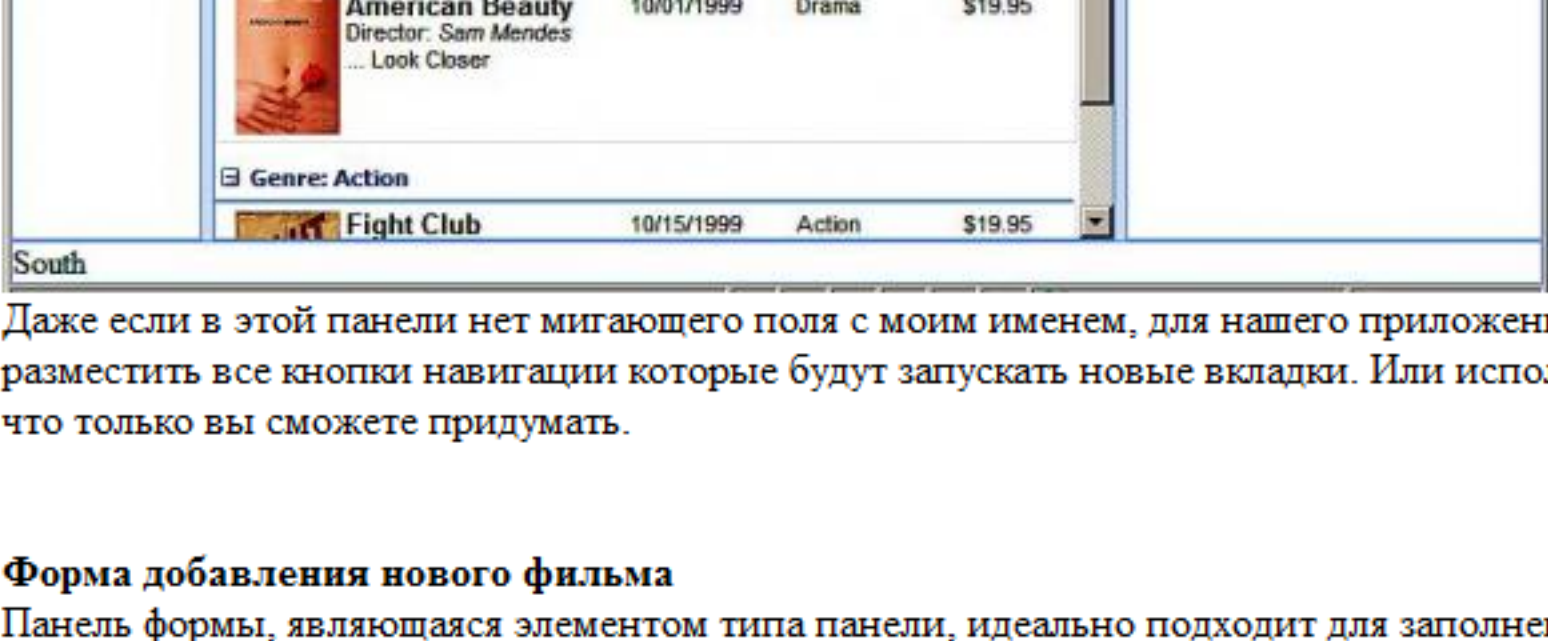 American Beauty 10/01/1999 Drama $19.95
Director: Sam Mendes
... Look Closer
Genre: Action
Fight Club 10/15/1999 Action $19.95
South
Даже если в этой панели нет мигающего поля с моим именем, для нашего
разместить все кнопки навигации которые будут запускать новые вкладки. Или
что только вы сможете придумать.
Форма добавления нового фильма
Панель формы, являющаяся элементом типа панели, идеально подходит для